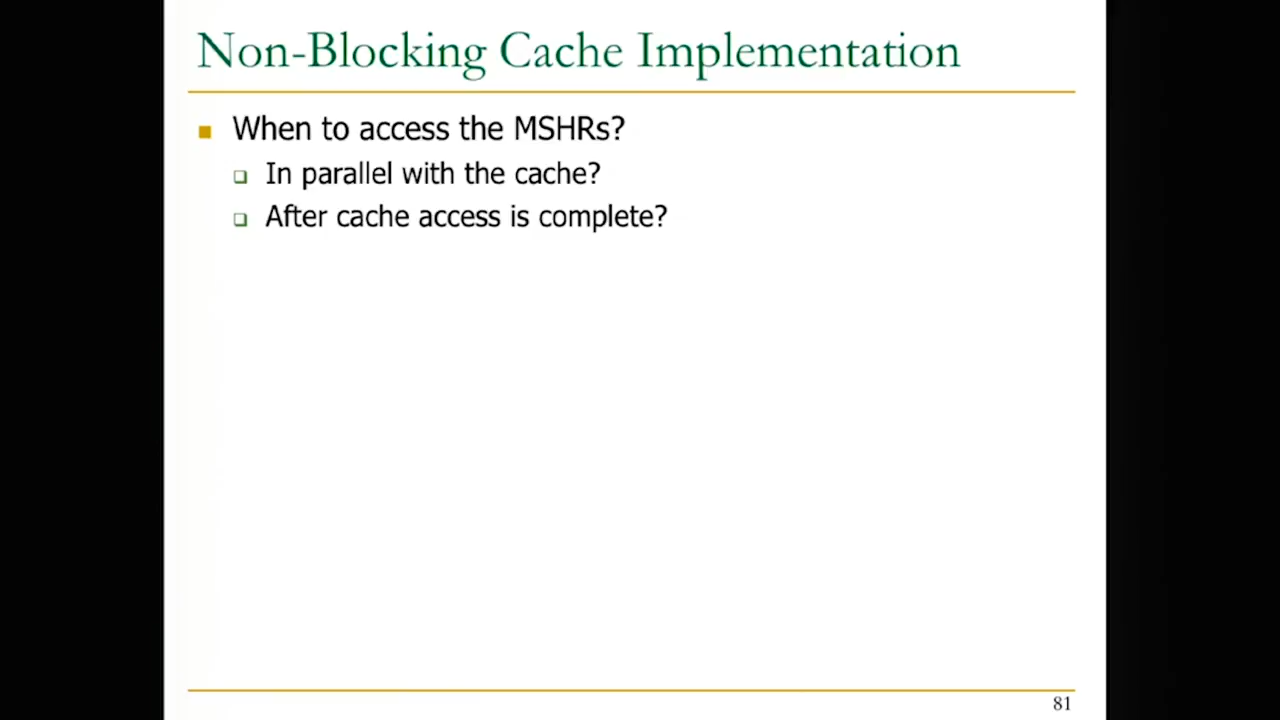 Non-Blocking Cache Implementation
When to access the MSHRs?
In parallel with the cache?
After cache access is complete?
81